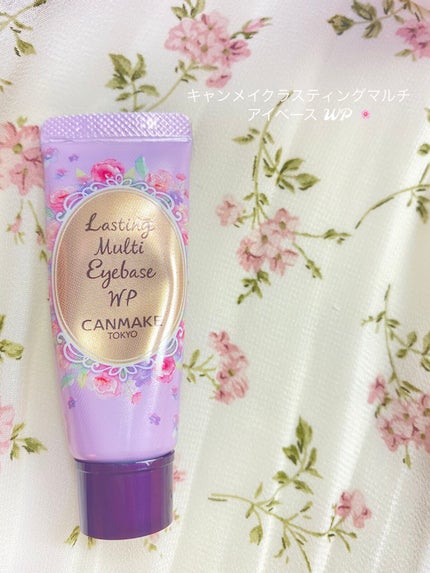 キャンメイクラスティングマルチ
アイベース WP
Lasting
Multi
Eyebase
WP
CANMAKE
TOKYO